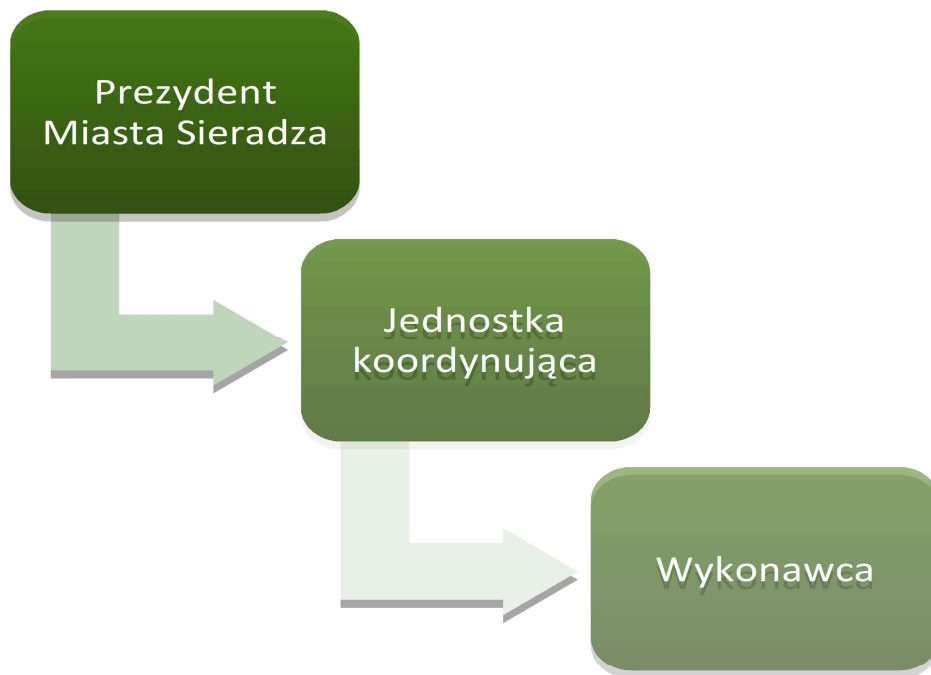 Prezydent
Miasta Sieradza
Jednostka
koordynująca
Wykonawca